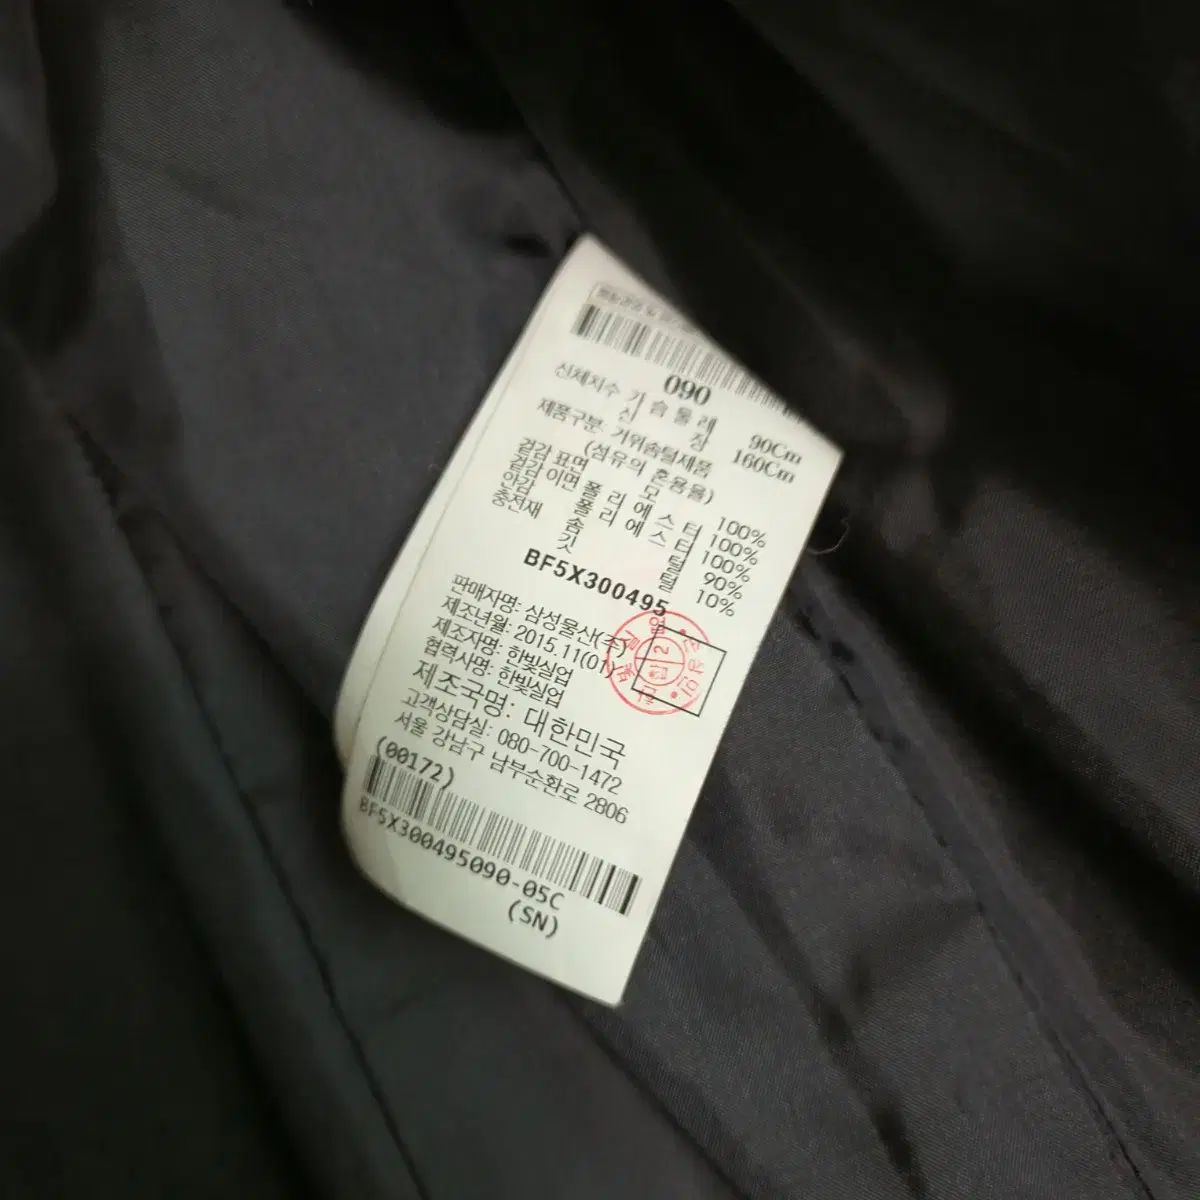 090
신체치수 가슴둘레 90Cm
신장 160Cm
제품구분: 거위솜털제품
(섬유의 혼용율)
겉감 표면 모 100%
겉감 이면 폴리에스터 100%
안감 폴리에스터 100%
충전재 솜털 90%
깃털 10%
BF5X300495
판매자명: 삼성물산(주)
제조년월: 2015.11(01)
제조자명: 한빛실업
협력사명: 한빛실업
제조국명: 대한민국
고객상담실: 080-700-1472
서울 강남구 남부순환로 2806
(00172)
BF5X300495090-05C
(SN)